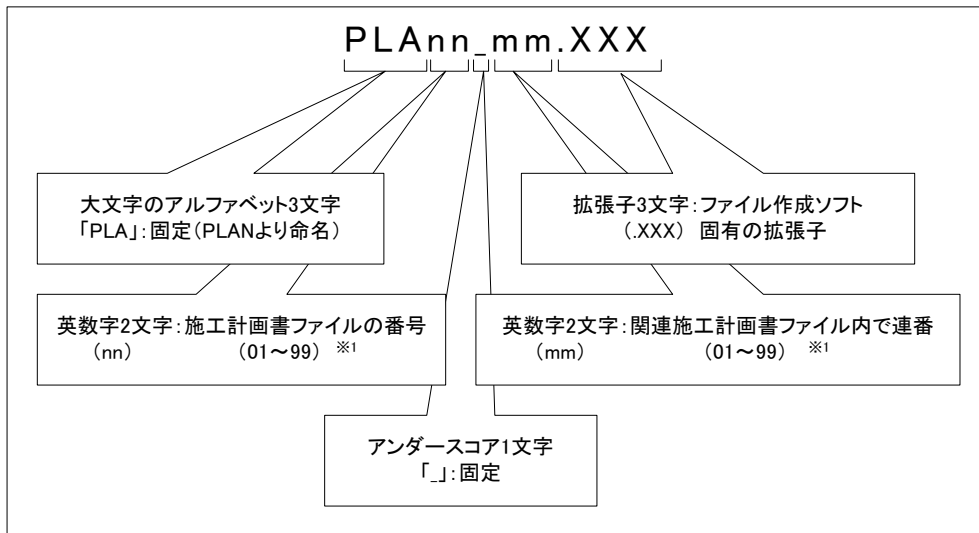 PLAnn_mm.XXX
大文字のアルファベット3文字
「PLA」:固定(PLANより命名)
拡張子3文字:ファイル作成ソフト
(.XXX) 固有の拡張子
英数字2文字:施工計画書ファイルの番号
(nn) (01～99) ※1
英数字2文字:関連施工計画書ファイル内で連番
(mm) (01～99) ※1
アンダースコア1文字
「_」:固定